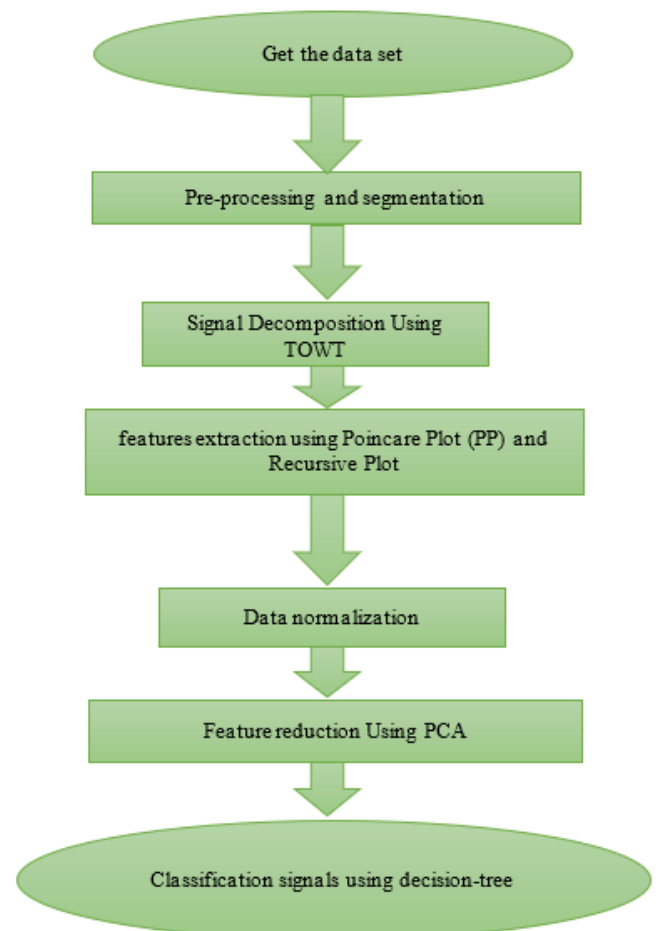 Get the data set
Pre-processing and segmentation
Signal Decomposition Using
TOWT
features extraction using Poincare Plot (PP) and
Recursive Plot
Data normalization
Feature reduction Using PCA
Classification signals using decision-tree